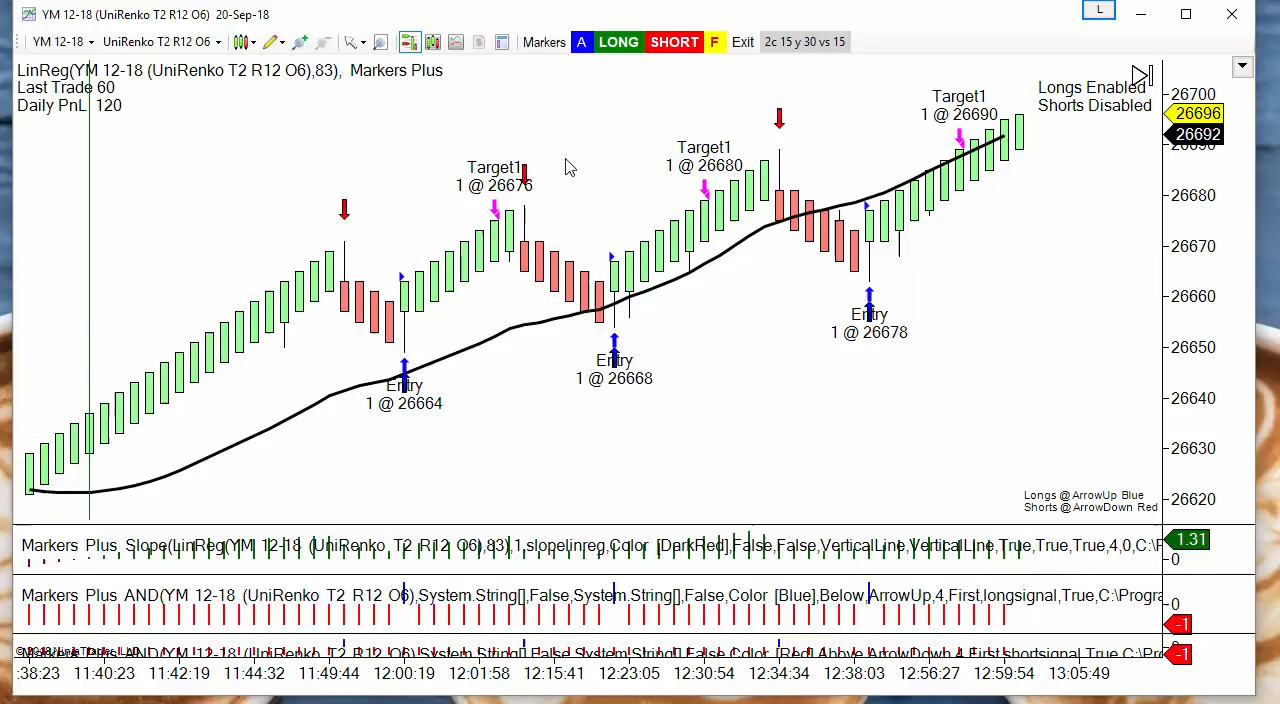 YM 12-18 (UniRenko T2 R12 O6) 20-Sep-18
L
YM 12-18 UniRenko T2 R12 O6 Markers A LONG SHORT F Exit 2c 15 y 30 vs 15
LinReg(YM 12-18 (UniRenko T2 R12 O6),83), Markers Plus
Last Trade 60
Daily PnL 120
Longs Enabled
Shorts Disabled
Target1
1 @ 26676
Target1
1 @ 26680
Target1
1 @ 26690
Entry
1 @ 26664
Entry
1 @ 26668
Entry
1 @ 26678
26700
26696
26692
26690
26680
26670
26660
26650
26640
26630
26620
Longs @ArrowUp Blue
Shorts @ArrowDown Red
Markers Plus Slope(LinReg(YM 12-18 (UniRenko T2 R12 O6),83),1,slopelinreg,Color [DarkRed],False,False,VerticalLine,VerticalLine,True,True,True,4,0,C:\P
1.31
0
Markers Plus AND(YM 12-18 (UniRenko T2 R12 O6),System.String[],False,System.String[],False,Color [Blue],Below,ArrowUp,4,First,longsignal,True,C:\Progra
0
-1
-1
:38:23 11:40:23 11:42:19 11:44:32 11:49:44 12:00:19 12:01:58 12:15:41 12:23:05 12:30:54 12:34:34 12:38:03 12:56:27 12:59:54 13:05:49